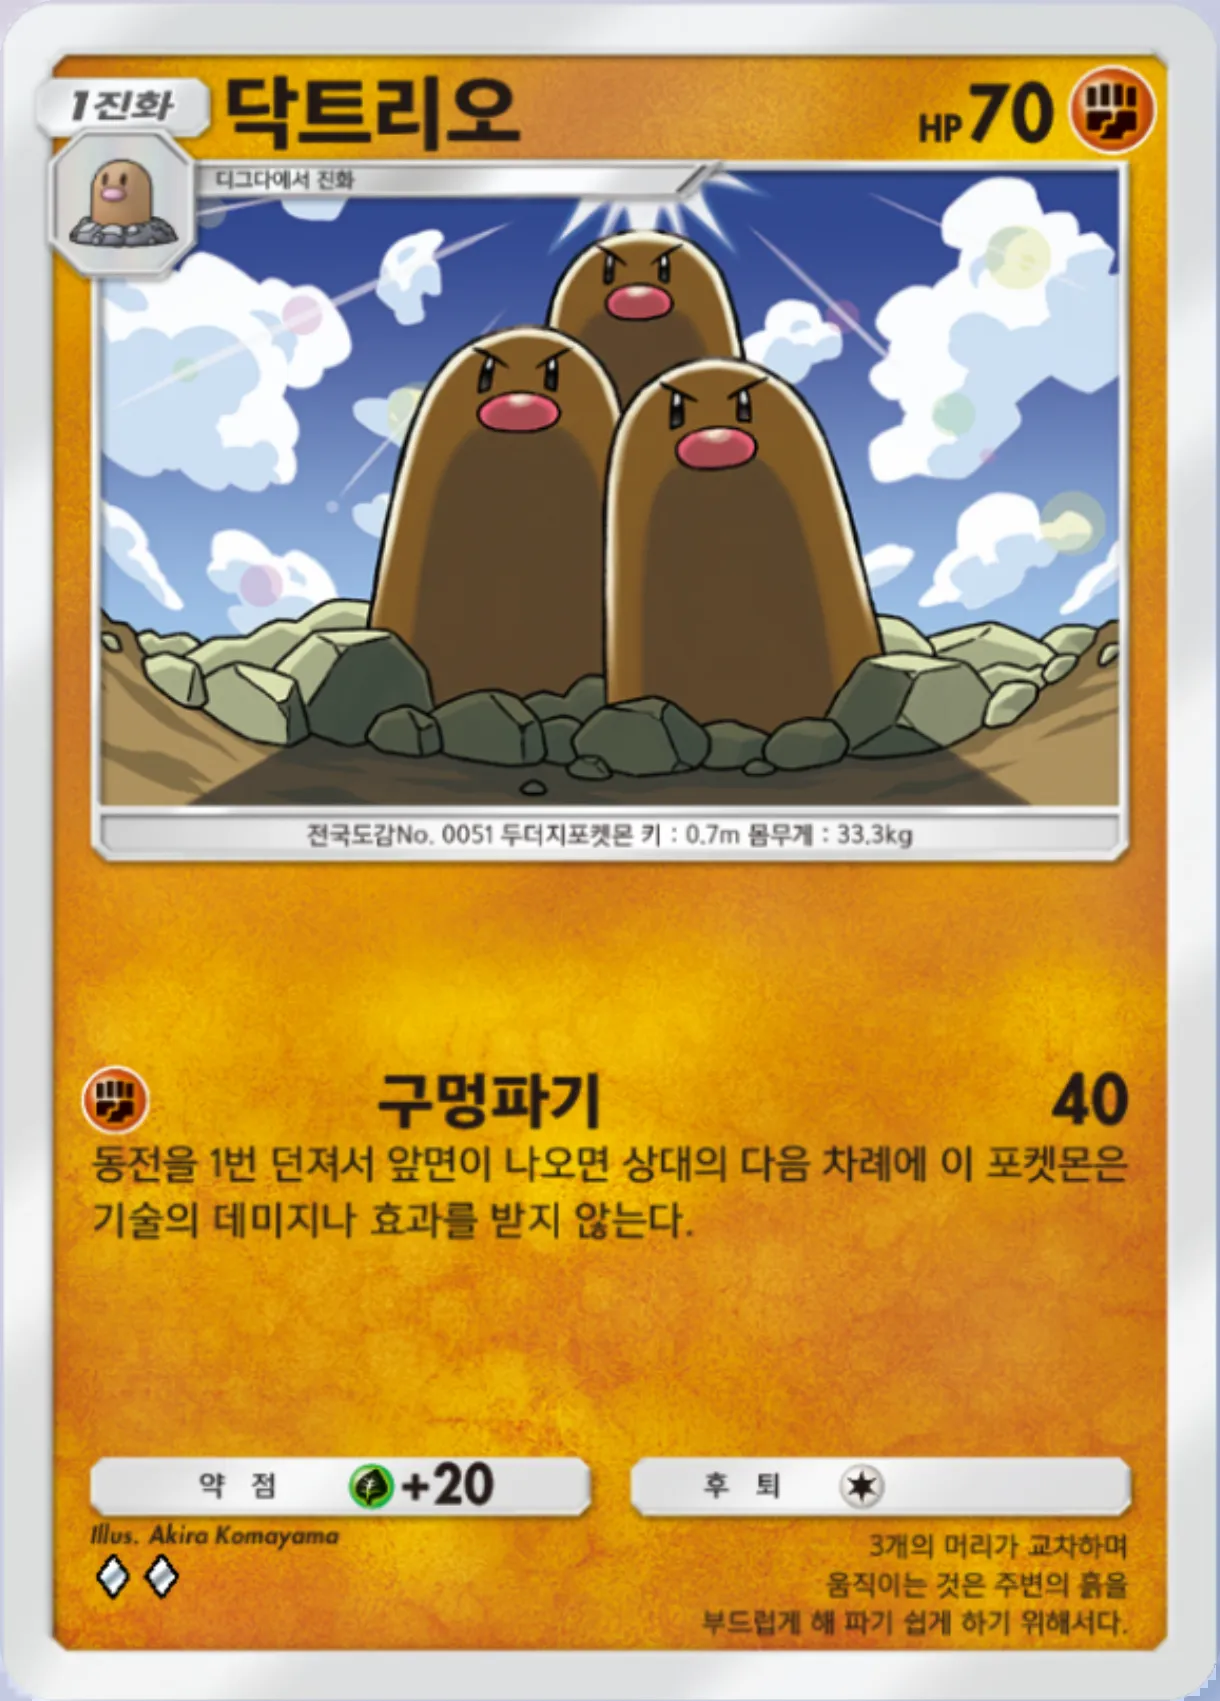 1진화
닥트리오
HP70
디그다에서 진화
전국도감No. 0051 두더지포켓몬 키 : 0.7m 몸무게 : 33.3kg
구멍파기 40
동전을 1번 던져서 앞면이 나오면 상대의 다음 차례에 이 포켓몬은
기술의 데미지나 효과를 받지 않는다.
약 점 +20
후 퇴
Illus. Akira Komayama
3개의 머리가 교차하며
움직이는 것은 주변의 흙을
부드럽게 해 파기 쉽게 하기 위해서다.